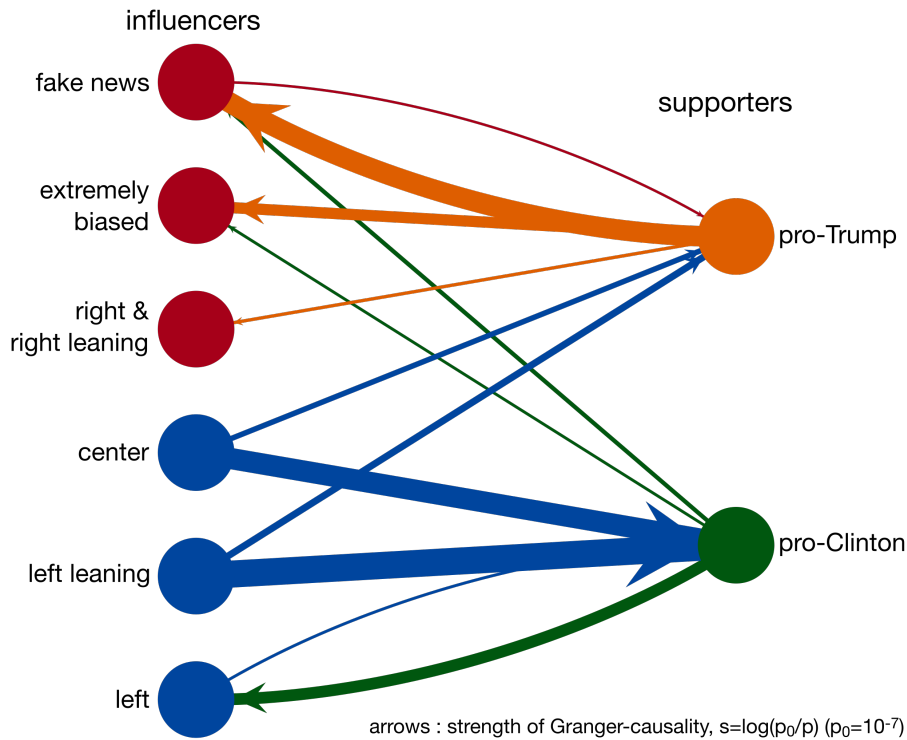 influencers
fake news
supporters
extremely
biased
pro-Trump
right &
right leaning
center
pro-Clinton
left leaning
left
arrows : strength of Granger-causality, s=log(p₀/p) (p₀=10⁻⁷)